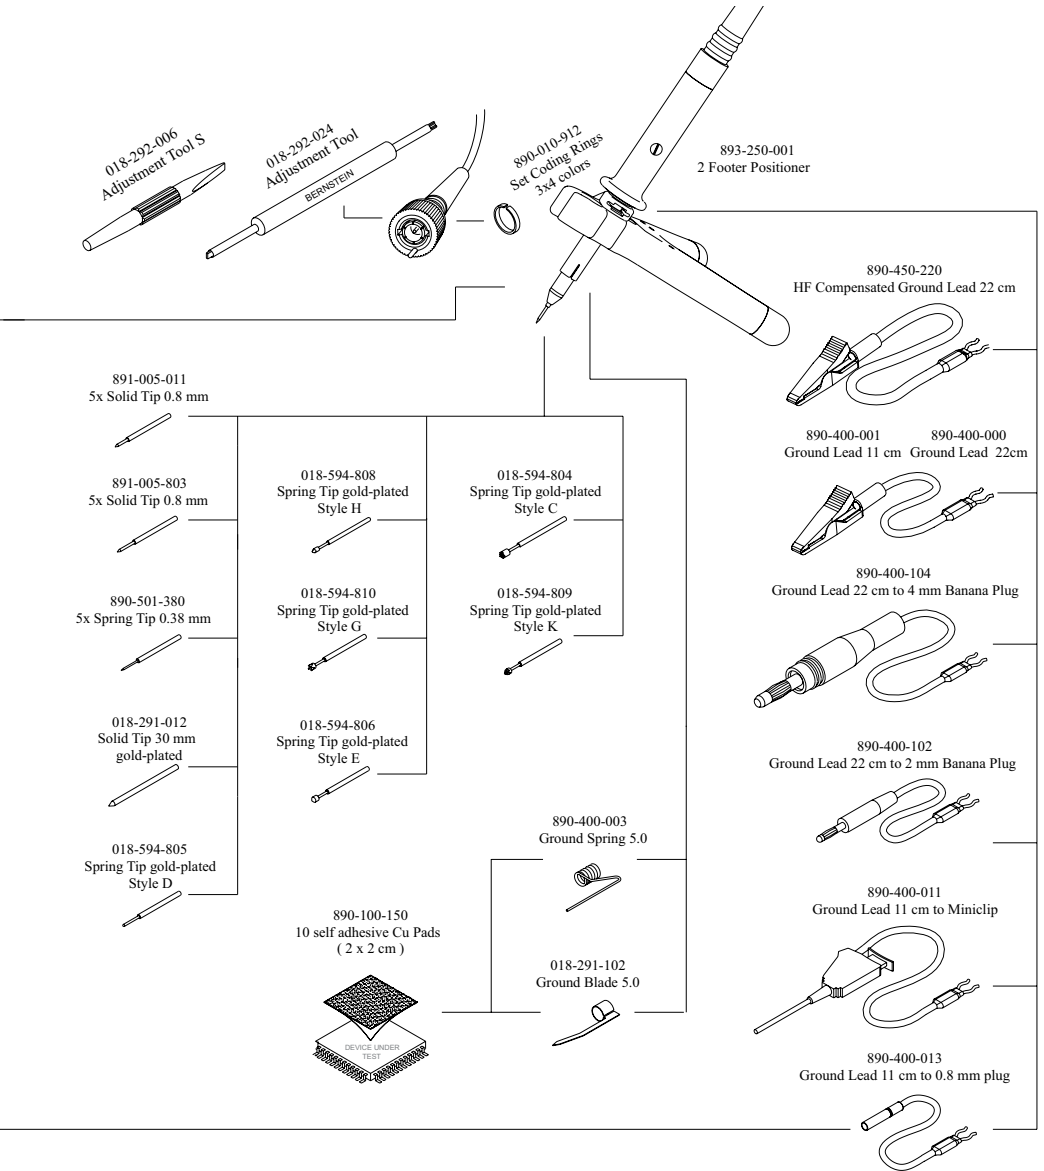 018-292-006
Adjustment Tool S
018-292-024
Adjustment Tool
BERNSTEIN
890-010-912
Set Coding Rings
3x4 colors
893-250-001
2 Footer Positioner
890-450-220
HF Compensated Ground Lead 22 cm
891-005-011
5x Solid Tip 0.8 mm
890-400-001
Ground Lead 11 cm
890-400-000
Ground Lead 22cm
891-005-803
5x Solid Tip 0.8 mm
018-594-808
Spring Tip gold-plated
Style H
018-594-804
Spring Tip gold-plated
Style C
890-400-104
Ground Lead 22 cm to 4 mm Banana Plug
890-501-380
5x Spring Tip 0.38 mm
018-594-810
Spring Tip gold-plated
Style G
018-594-809
Spring Tip gold-plated
Style K
018-291-012
Solid Tip 30 mm
gold-plated
018-594-806
Spring Tip gold-plated
Style E
890-400-102
Ground Lead 22 cm to 2 mm Banana Plug
018-594-805
Spring Tip gold-plated
Style D
890-400-003
Ground Spring 5.0
890-400-011
Ground Lead 11 cm to Miniclip
890-100-150
10 self adhesive Cu Pads
( 2 x 2 cm )
018-291-102
Ground Blade 5.0
DEVICE UNDER
TEST
890-400-013
Ground Lead 11 cm to 0.8 mm plug